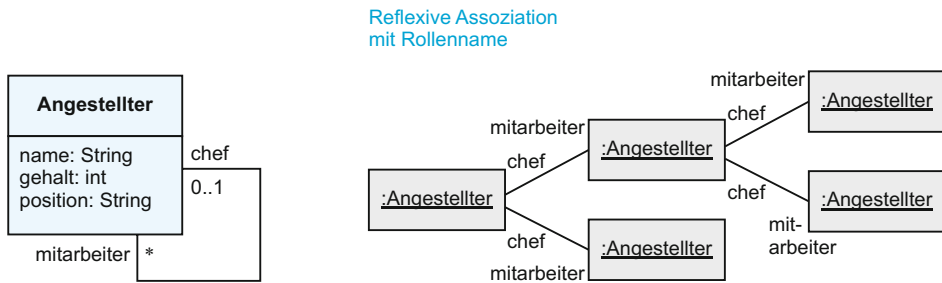 Reflexive Assoziation
mit Rollenname
Angestellter
name: String
gehalt: int
position: String
chef
0..1
mitarbeiter
*
:Angestellter
chef
mitarbeiter
:Angestellter
chef
mitarbeiter
:Angestellter
chef
mitarbeiter
:Angestellter
chef
mit-
arbeiter
:Angestellter